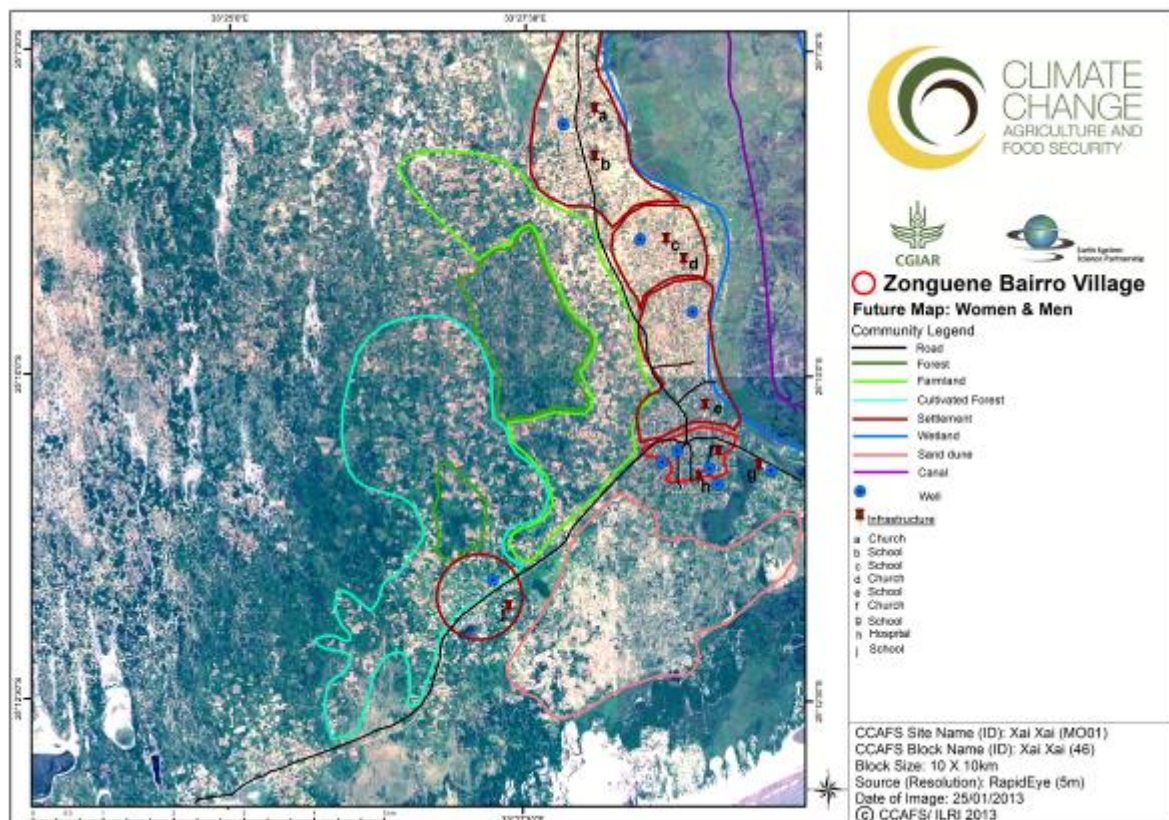 33°27'30"E
CLIMATE
CHANGE
AGRICULTURE AND
FOOD SECURITY
CGIAR
Earth System
Science Partnership
Zonguene Bairro Village
Future Map: Women & Men
Community Legend
Road
Forest
Farmland
Cultivated Forest
Settlement
Wetland
Sand dune
Canal
Well
Infrastructure
a Church
b School
c School
d Church
e School
f Church
g School
h Hospital
j School
a
b
c
d
e
f
g
h
j
CCAFS Site Name (ID): Xai Xai (MO01)
CCAFS Block Name (ID): Xai Xai (46)
Block Size: 10 X 10km
Source (Resolution): RapidEye (5m)
Date of Image: 25/01/2013
© CCAFS/ ILRI 2013